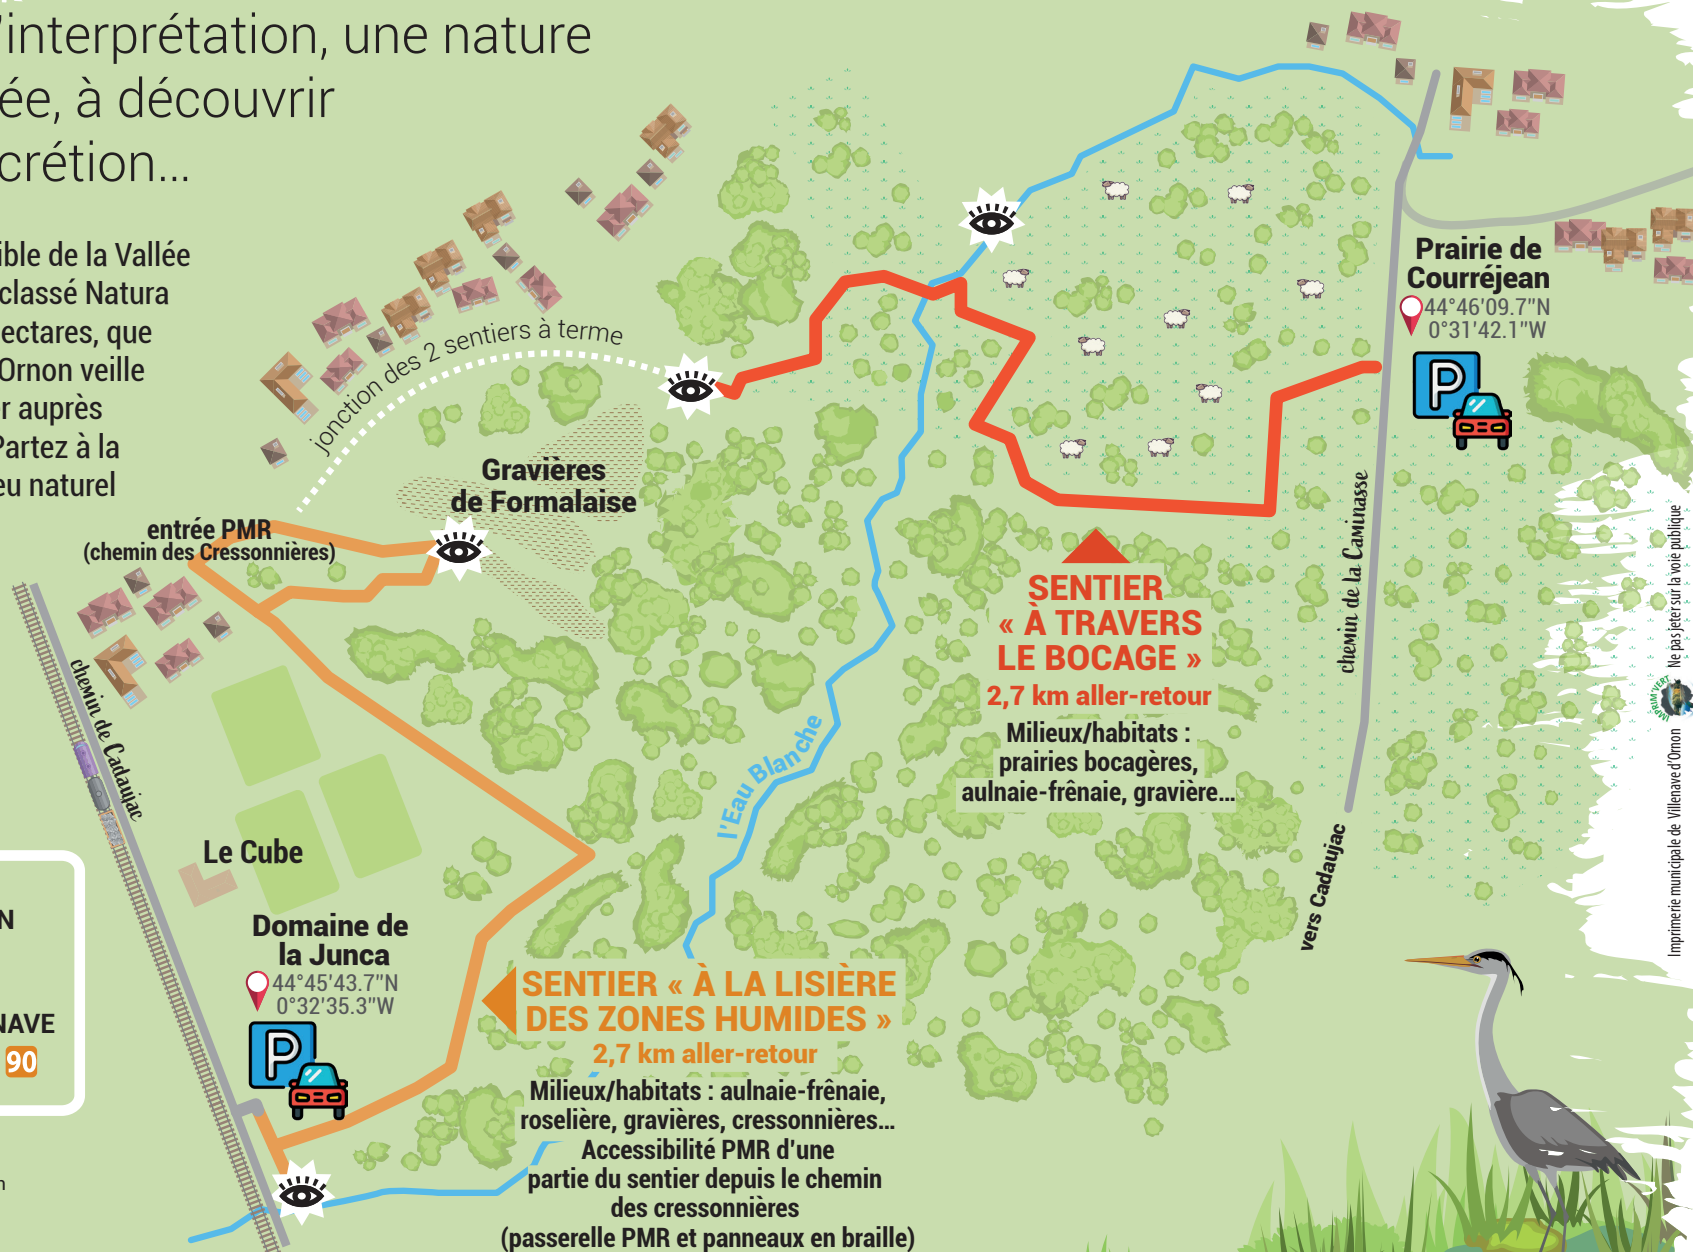 'interprétation, une nature
ée, à découvrir
crétion...
ible de la Vallée
classé Natura
ectares, que
Ornon veille
r auprès
Partez à la
eu naturel
jonction des 2 sentiers à terme
Gravières
de Formalaise
entrée PMR
(chemin des Cressonnières)
chemin de Cadaujac
Le Cube
Domaine de
la Junca
44°45'43.7"N
0°32'35.3"W
P
N
NAVE
90
n
l'Eau Blanche
SENTIER « À LA LISIÈRE
DES ZONES HUMIDES »
2,7 km aller-retour
Milieux/habitats : aulnaie-frênaie,
roselière, gravières, cressonnières...
Accessibilité PMR d'une
partie du sentier depuis le chemin
des cressonnières
(passerelle PMR et panneaux en braille)
SENTIER
« À TRAVERS
LE BOCAGE »
2,7 km aller-retour
Milieux/habitats :
prairies bocagères,
aulnaie-frênaie, gravière...
Prairie de
Courréjean
44°46'09.7"N
0°31'42.1"W
P
chemin de la Caminasse
vers Cadaujac
Imprimerie municipale de Villenave d'Ornon
IMPRIM'VERT
Ne pas jeter sur la voie publique